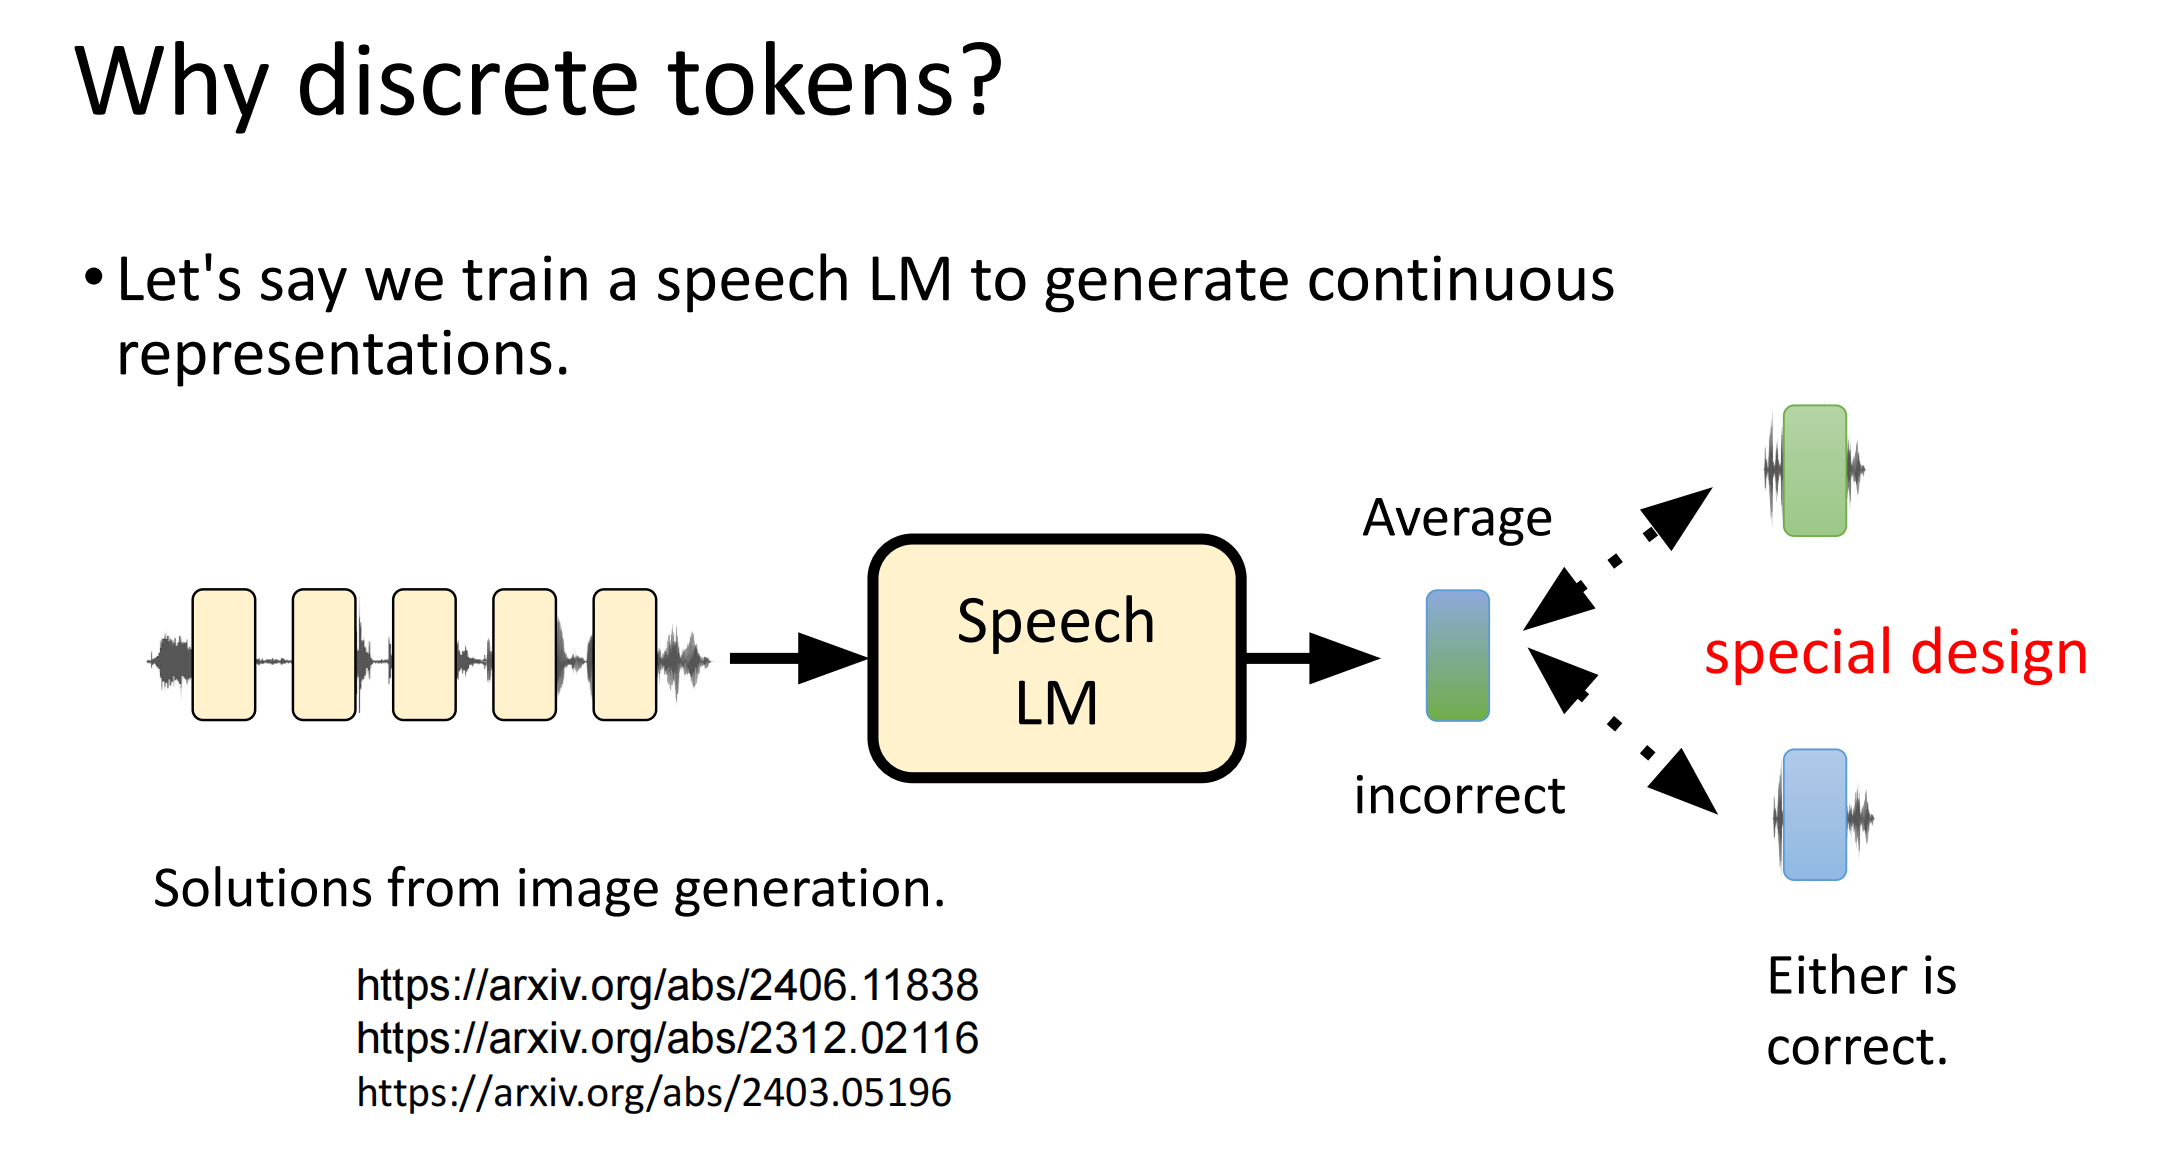 Why discrete tokens?
• Let's say we train a speech LM to generate continuous
representations.
Average
Speech
LM
special design
incorrect
Solutions from image generation.
Either is
correct.
https://arxiv.org/abs/2406.11838
https://arxiv.org/abs/2312.02116
https://arxiv.org/abs/2403.05196